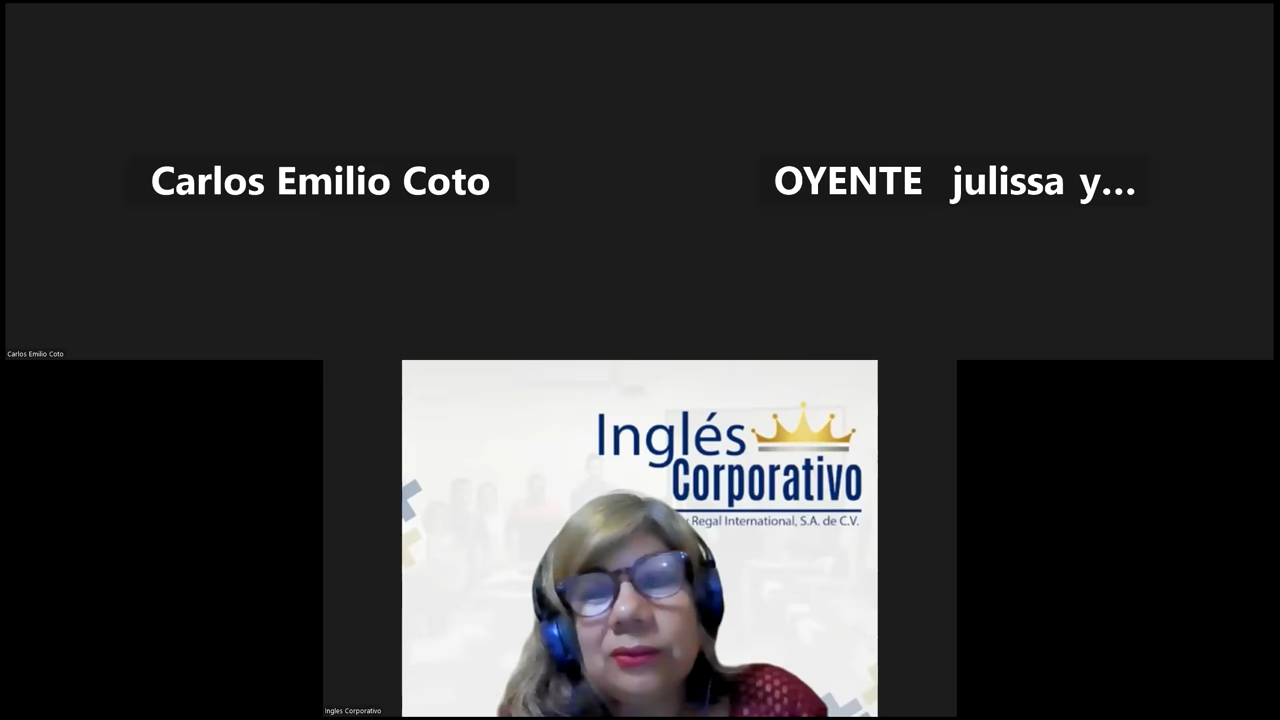 Carlos Emilio Coto
OYENTE julissa y...
Carlos Emilio Coto
Inglés
Corporativo
y Regal International, S.A. de C.V.
Ingles Corporativo